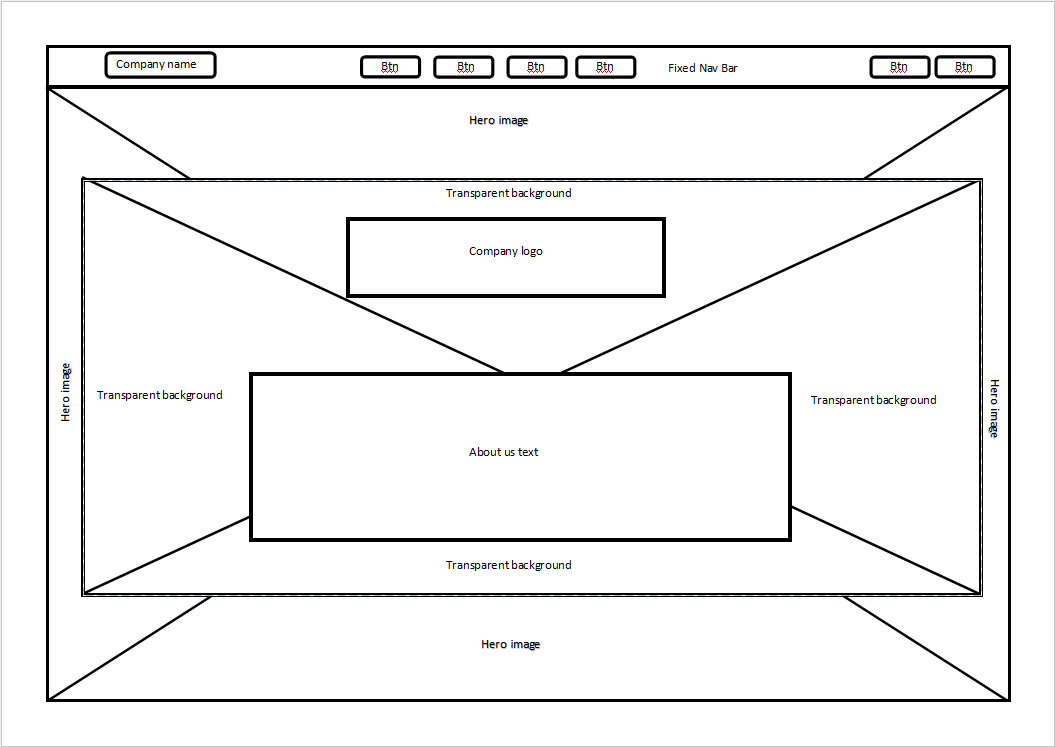 Company name
Btn
Btn
Btn
Btn
Fixed Nav Bar
Btn
Btn
Hero image
Transparent background
Company logo
Hero image
Transparent background
Transparent background
Hero image
About us text
Transparent background
Hero image